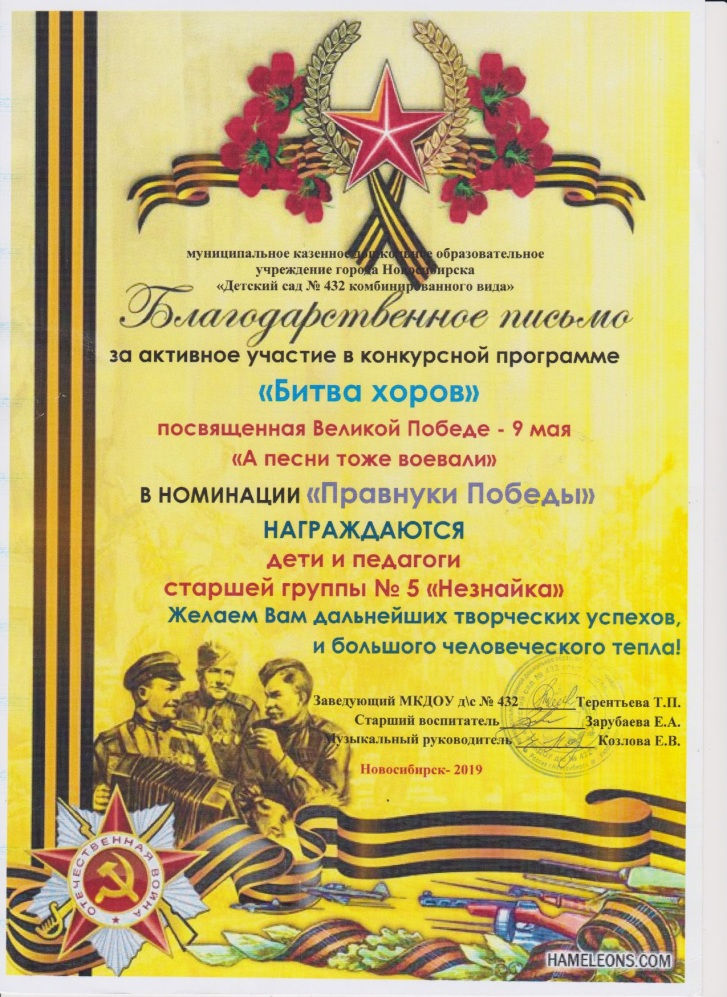 муниципальное казенное дошкольное образовательное
учреждение города Новосибирска
«Детский сад № 432 комбинированного вида»
Благодарственное письмо
за активное участие в конкурсной программе
«Битва хоров»
посвященная Великой Победе - 9 мая
«А песни тоже воевали»
в номинации «Правнуки Победы»
НАГРАЖДАЮТСЯ
дети и педагоги
старшей группы № 5 «Незнайка»
Желаем Вам дальнейших творческих успехов,
и большого человеческого тепла!
Заведующий МКДОУ д\с № 432 Терентьева Т.П.
Старший воспитатель Зарубаева Е.А.
Музыкальный руководитель Козлова Е.В.
Новосибирск- 2019
ОТЕЧЕСТВЕННАЯ ВОЙНА
HAMELEONS.COM